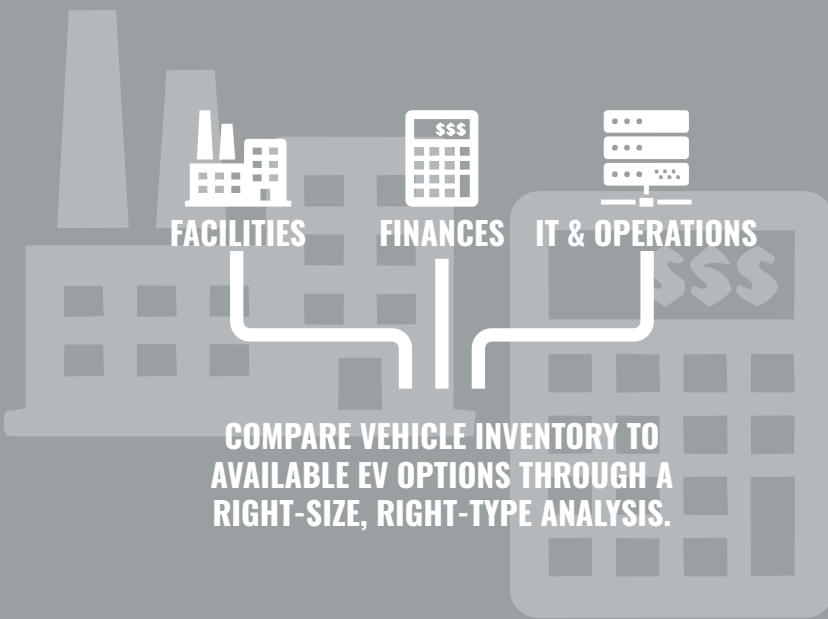 $$$
FACILITIES FINANCES IT & OPERATIONS
$$$
COMPARE VEHICLE INVENTORY TO
AVAILABLE EV OPTIONS THROUGH A
RIGHT-SIZE, RIGHT-TYPE ANALYSIS.